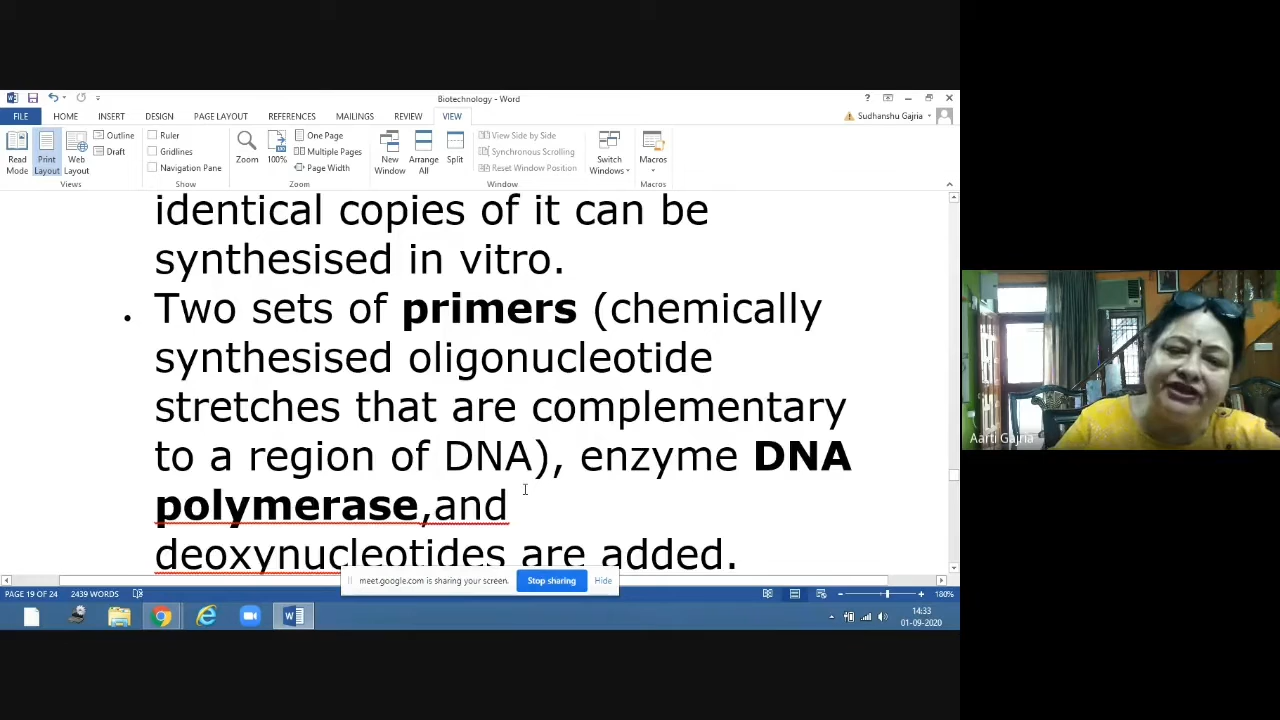 Biotechnology - Word
?
FILE HOME INSERT DESIGN PAGE LAYOUT REFERENCES MAILINGS REVIEW VIEW Sudhanshu Gajria
Read Mode Print Layout Web Layout Outline Draft
Views
Ruler
Gridlines
Navigation Pane
Show
Zoom 100% One Page
Multiple Pages
Page Width
Zoom
New Window Arrange All Split
View Side by Side
Synchronous Scrolling
Reset Window Position
Switch Windows
Window
Macros
Macros
identical copies of it can be
synthesised in vitro.
• Two sets of primers (chemically
synthesised oligonucleotide
stretches that are complementary
to a region of DNA), enzyme DNA
polymerase,and
deoxynucleotides are added.
meet.google.com is sharing your screen. Stop sharing Hide
PAGE 19 OF 24 2439 WORDS 180%
14:33
01-09-2020
Aarti Gajria